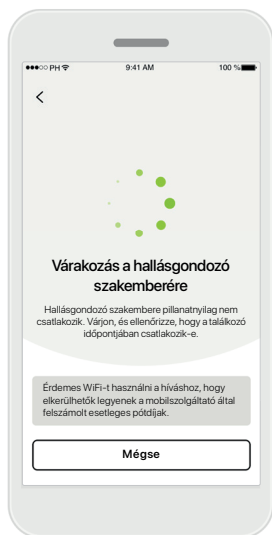 ●●●○○ PH 9:41 AM 100 %
Várakozás a hallásgondozó
szakemberére
Hallásgondozó szakembere pillanatnyilag nem
csatlakozik. Várjon, és ellenőrizze, hogy a találkozó
időpontjában csatlakozik-e.
Érdemes WiFi-t használni a híváshoz, hogy
elkerülhetők legyenek a mobilszolgáltató által
felszámolt esetleges pótdíjak.
Mégse